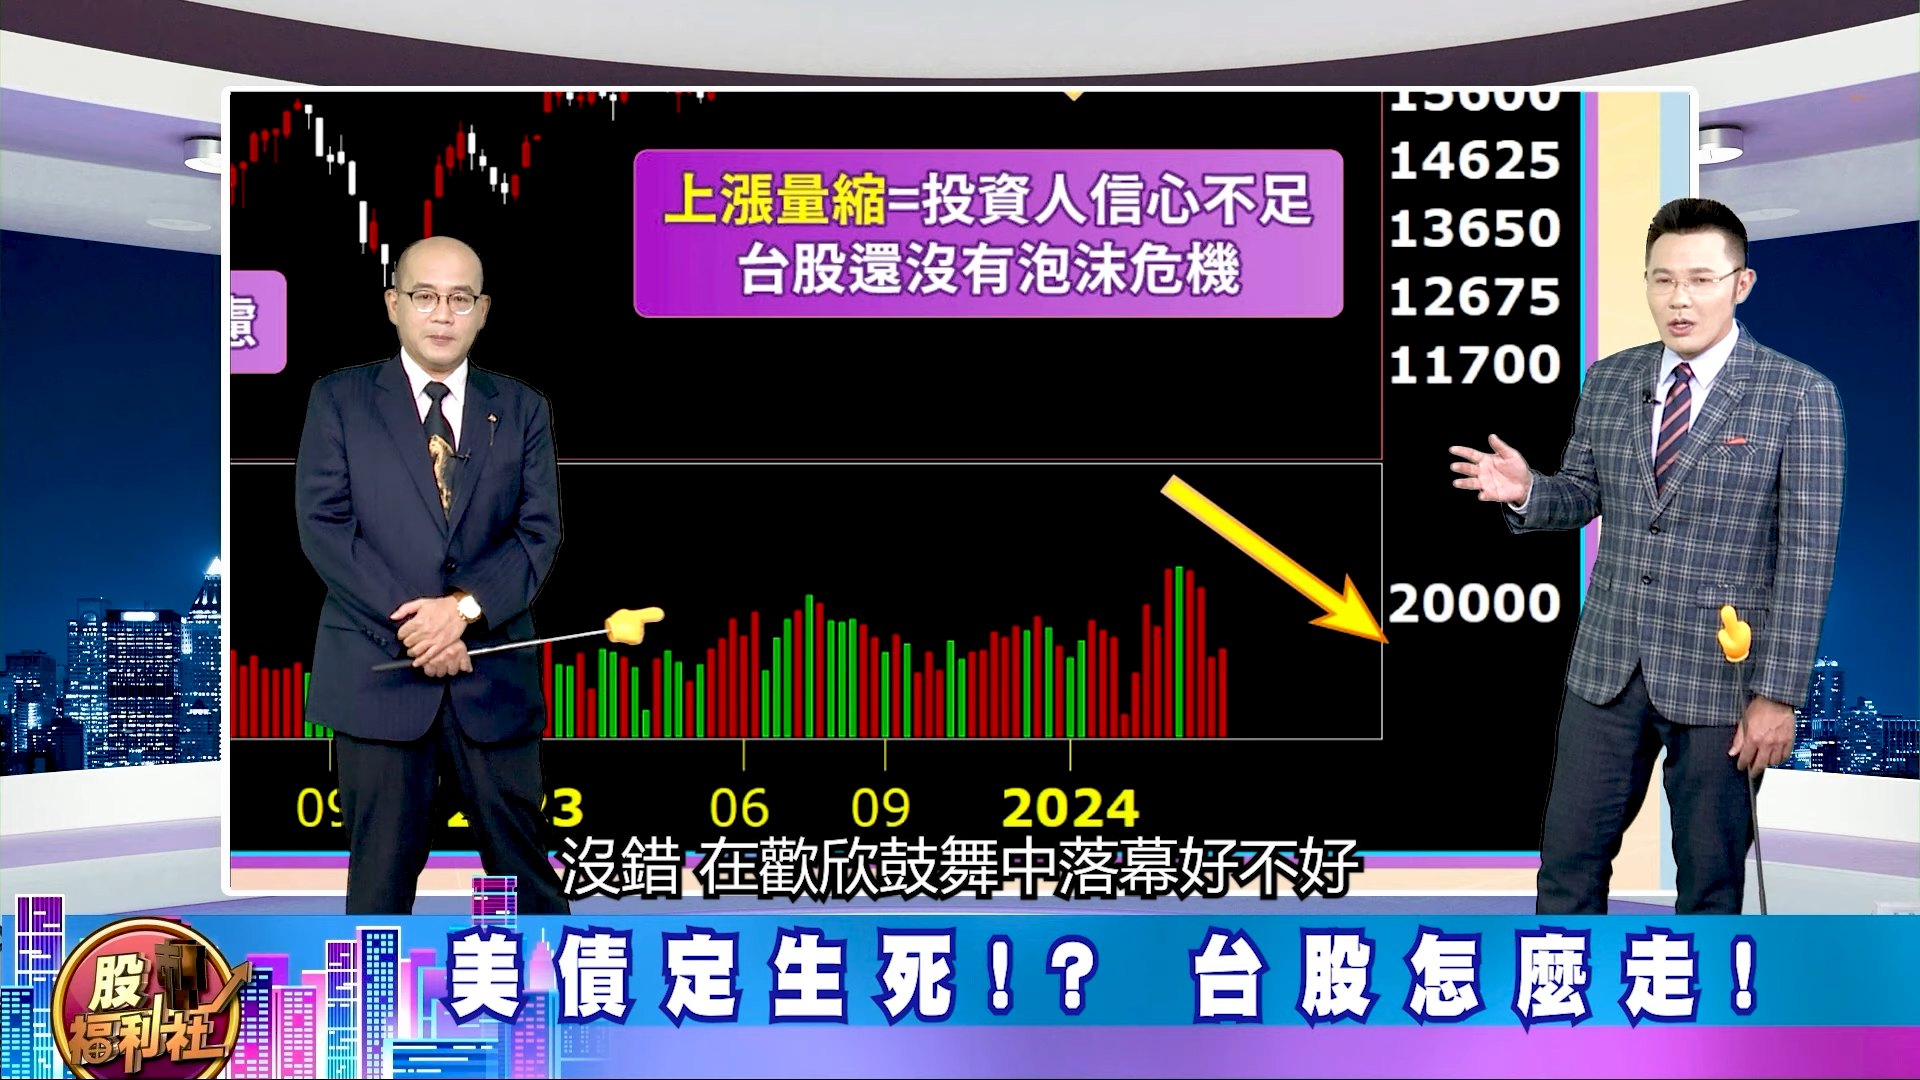 15600
上漲量縮=投資人信心不足
台股還沒有泡沫危機
慮
14625
13650
12675
11700
20000
06
09
2024
沒錯 在歡欣鼓舞中落幕好不好
美債定生死!? 台股怎麼走!
股
福利社